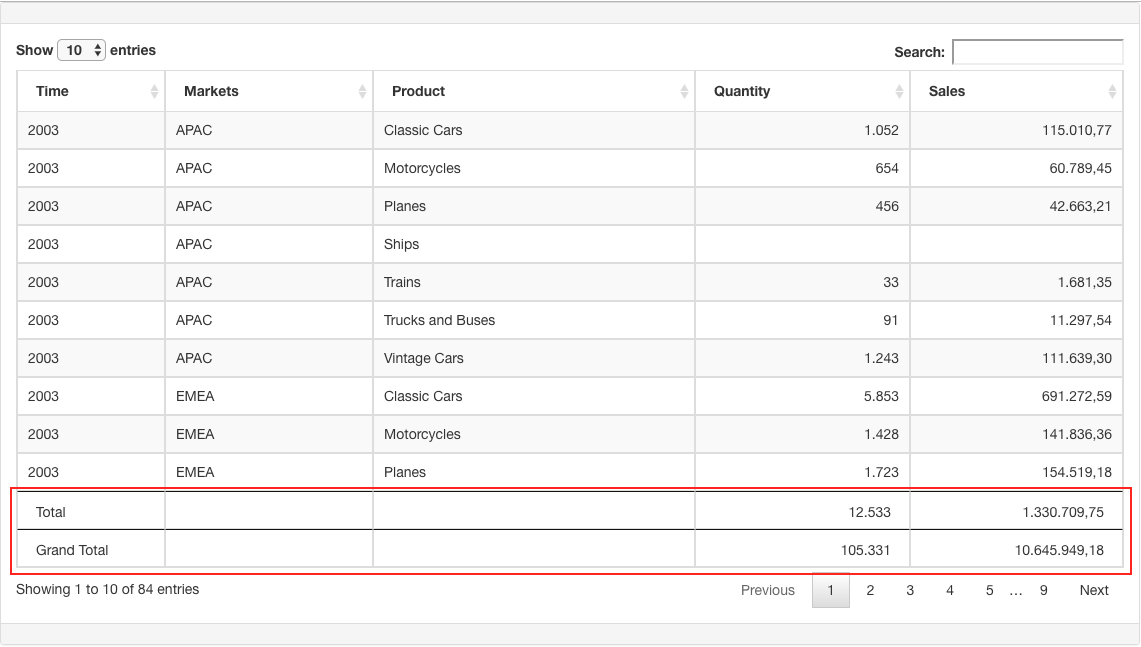 Show 10 entries Search:
Time Markets Product Quantity Sales
2003 APAC Classic Cars 1.052 115.010,77
2003 APAC Motorcycles 654 60.789,45
2003 APAC Planes 456 42.663,21
2003 APAC Ships
2003 APAC Trains 33 1.681,35
2003 APAC Trucks and Buses 91 11.297,54
2003 APAC Vintage Cars 1.243 111.639,30
2003 EMEA Classic Cars 5.853 691.272,59
2003 EMEA Motorcycles 1.428 141.836,36
2003 EMEA Planes 1.723 154.519,18
Total 12.533 1.330.709,75
Grand Total 105.331 10.645.949,18
Showing 1 to 10 of 84 entries Previous 1 2 3 4 5 … 9 Next